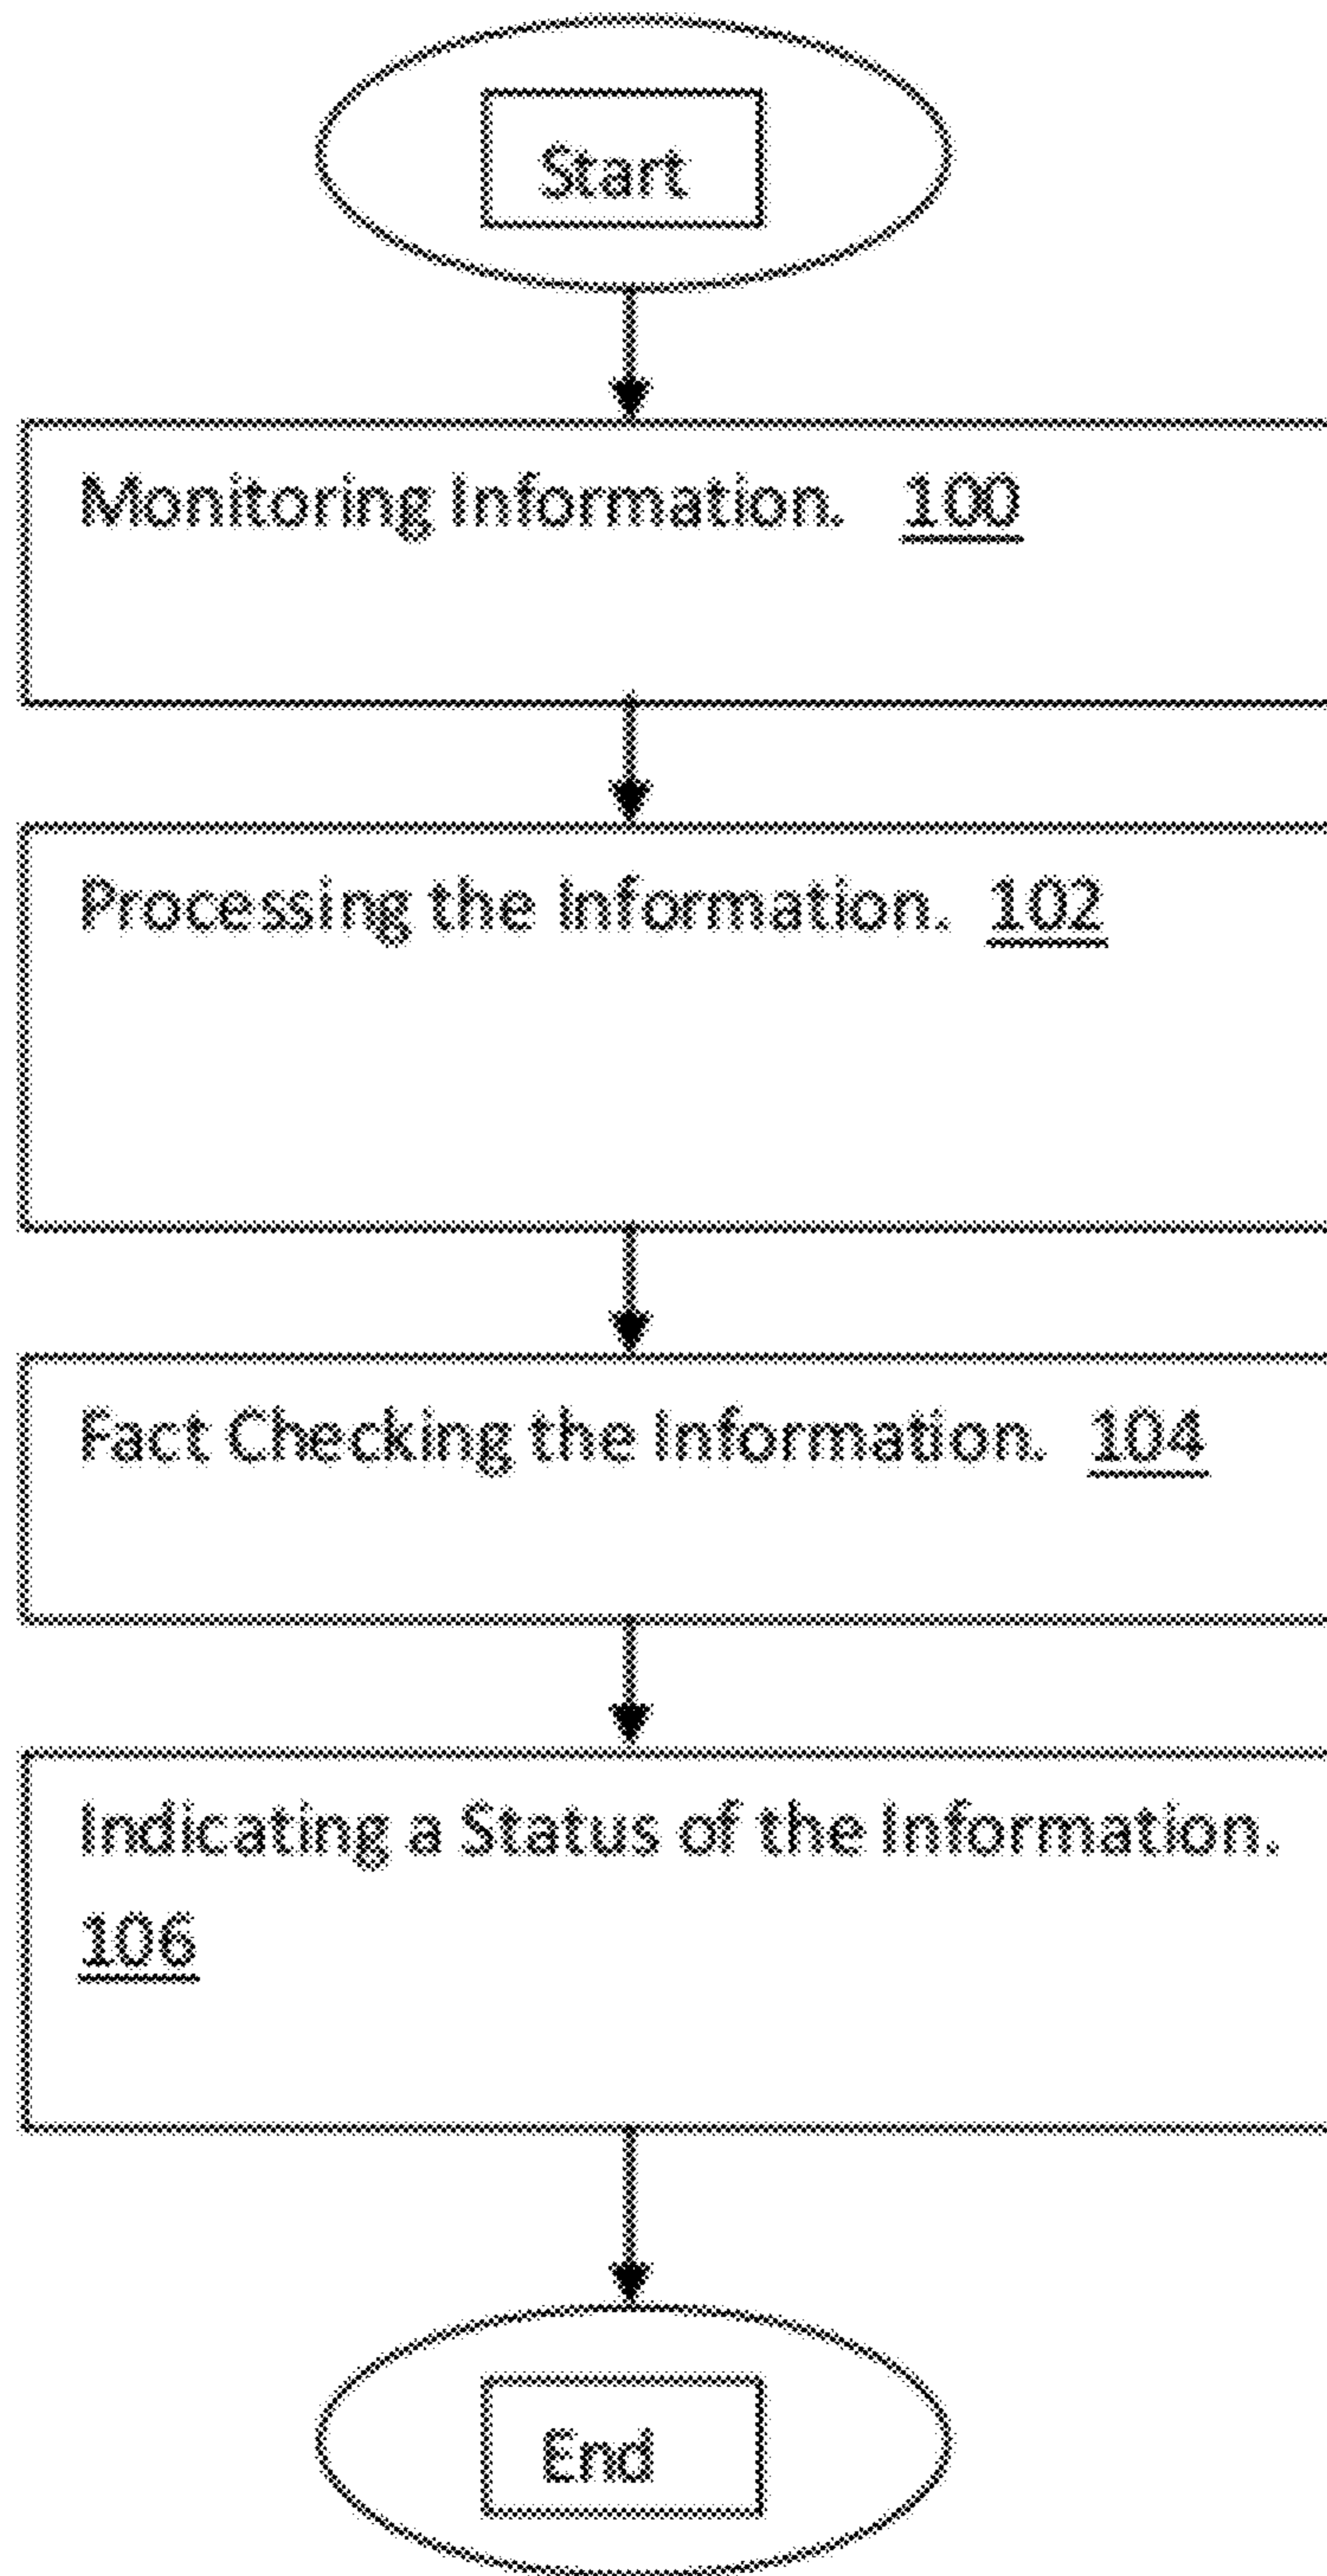 Start
Monitoring Information. 100
Processing the Information. 102
Fact Checking the Information. 104
Indicating a Status of the Information.
106
End